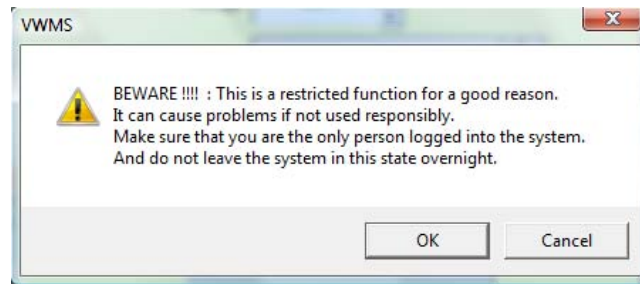 VWMS
BEWARE !!!! : This is a restricted function for a good reason.
It can cause problems if not used responsibly.
Make sure that you are the only person logged into the system.
And do not leave the system in this state overnight.
OK
Cancel